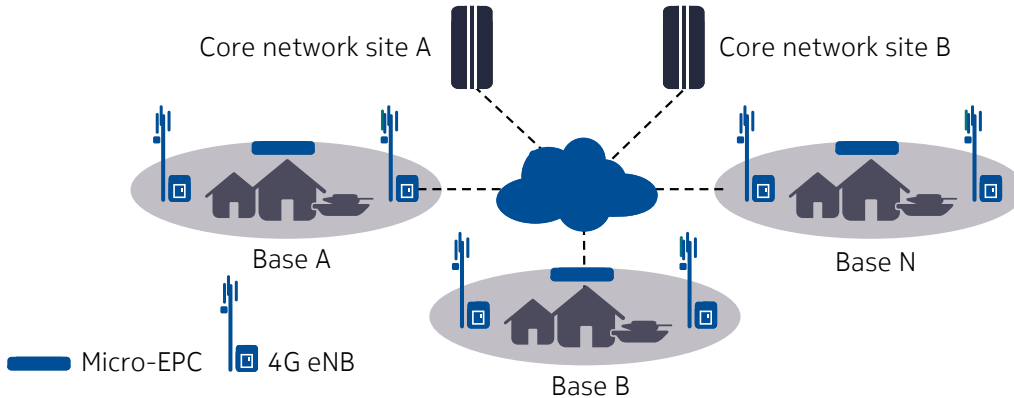 Core network site A
Core network site B
Base A
Base N
Micro-EPC
4G eNB
Base B